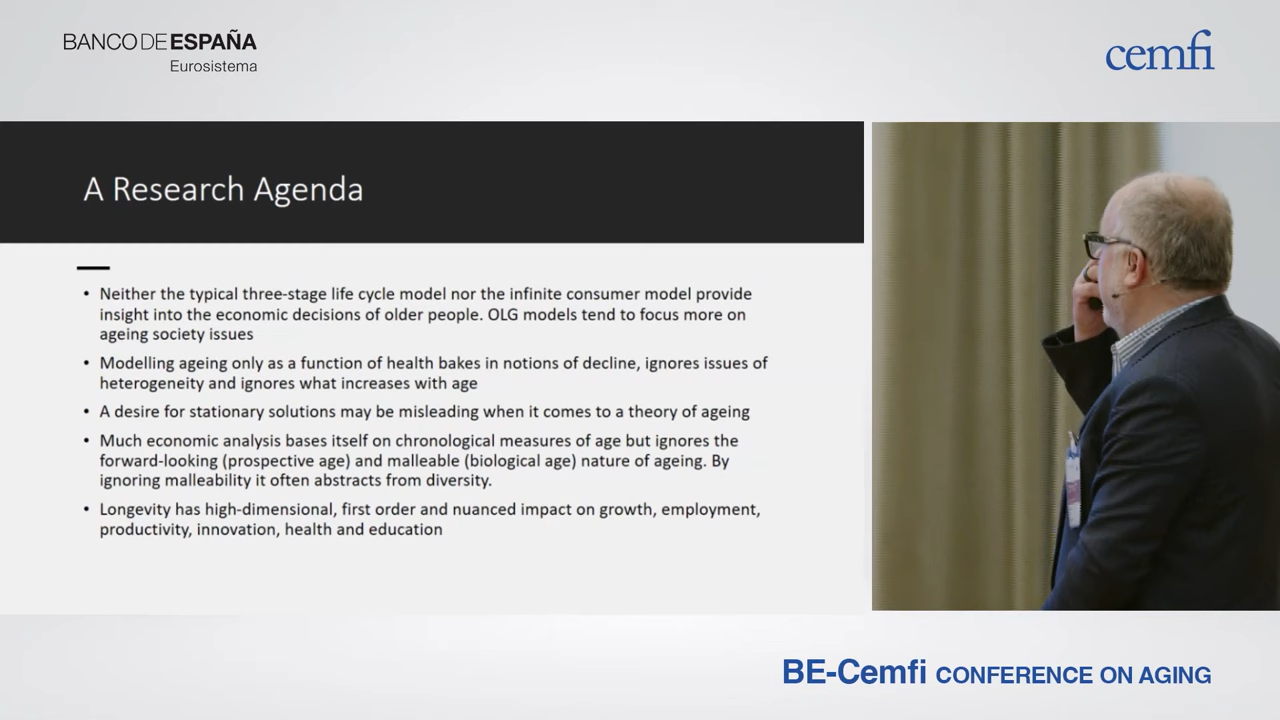 BANCO DE ESPAÑA
Eurosistema
cemfi
A Research Agenda
• Neither the typical three-stage life cycle model nor the infinite consumer model provide
insight into the economic decisions of older people. OLG models tend to focus more on
ageing society issues
• Modelling ageing only as a function of health bakes in notions of decline, ignores issues of
heterogeneity and ignores what increases with age
• A desire for stationary solutions may be misleading when it comes to a theory of ageing
• Much economic analysis bases itself on chronological measures of age but ignores the
forward-looking (prospective age) and malleable (biological age) nature of ageing. By
ignoring malleability it often abstracts from diversity.
• Longevity has high-dimensional, first order and nuanced impact on growth, employment,
productivity, innovation, health and education
BE-Cemfi CONFERENCE ON AGING